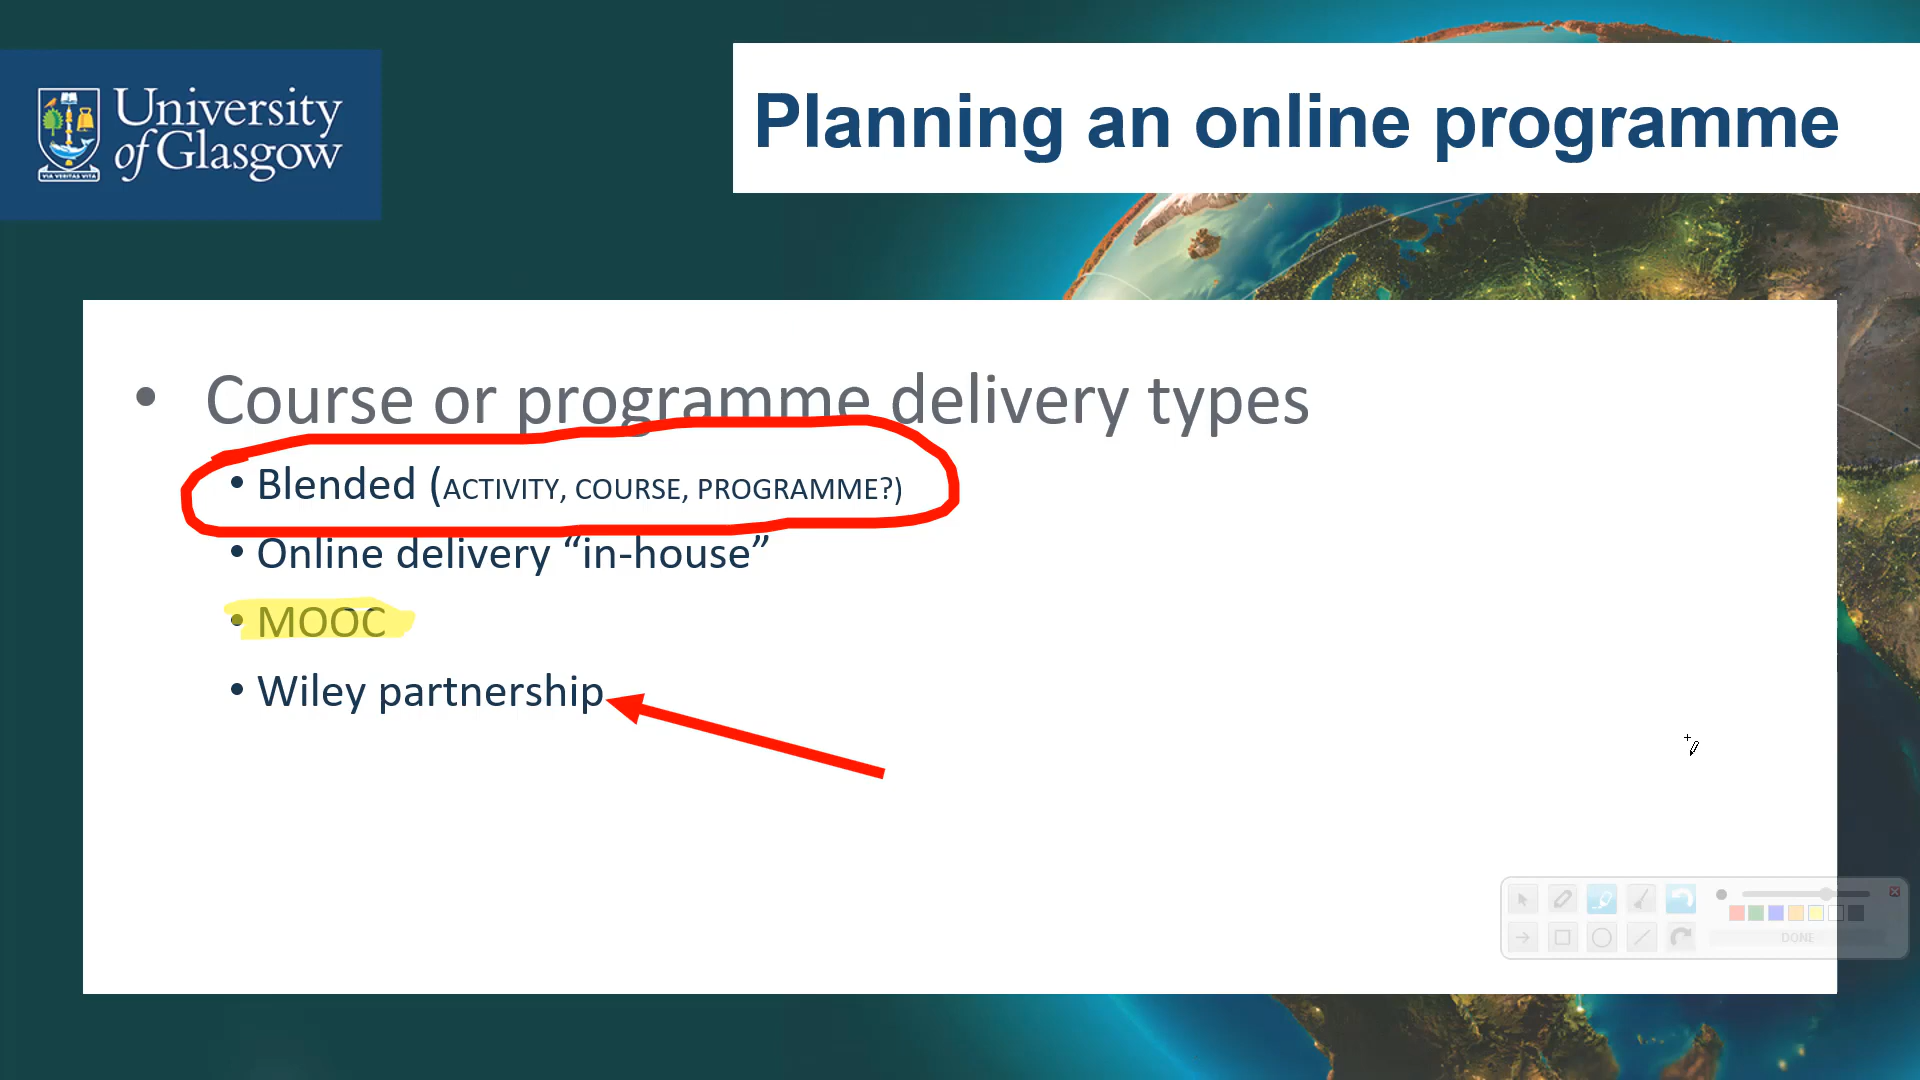 University
of Glasgow
VIA VERITAS VITA
Planning an online programme
• Course or programme delivery types
• Blended (ACTIVITY, COURSE, PROGRAMME?)
• Online delivery “in-house”
• MOOC
• Wiley partnership
DONE